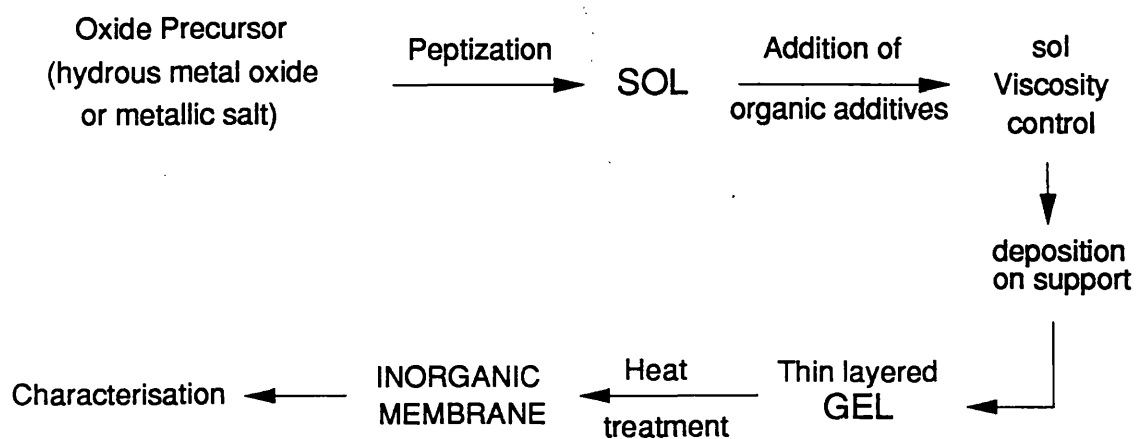 Oxide Precursor
(hydrous metal oxide
or metallic salt)
Peptization
SOL
Addition of
organic additives
sol
Viscosity
control
deposition
on support
Thin layered
GEL
Heat
treatment
INORGANIC
MEMBRANE
Characterisation